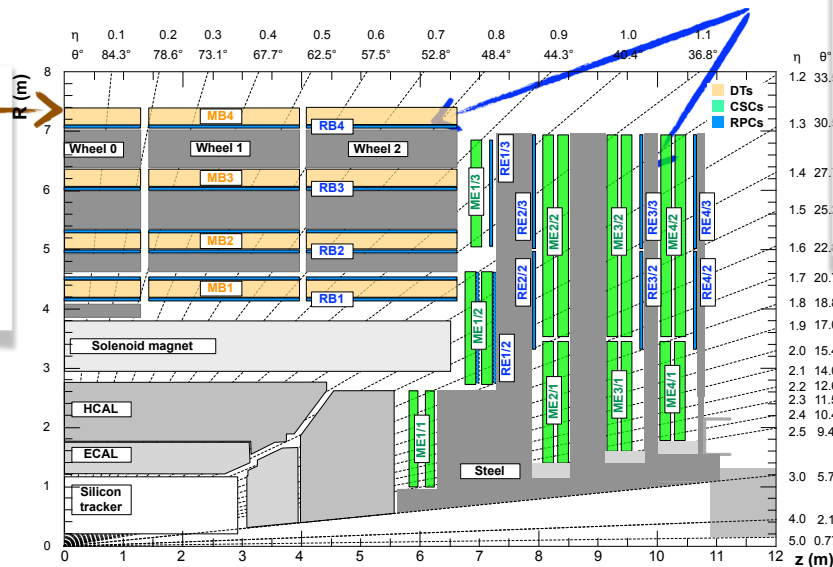 η 0.1 0.2 0.3 0.4 0.5 0.6 0.7 0.8 0.9 1.0 1.1
θ° 84.3° 78.6° 73.1° 67.7° 62.5° 57.5° 52.8° 48.4° 44.3° 40.4° 36.8° η θ°
R (m)
8
7
6
5
4
3
2
1
0
DTs
CSCs
RPCs
MB4
RB4
Wheel 0
Wheel 1
Wheel 2
MB3
RB3
MB2
RB2
MB1
RB1
Solenoid magnet
HCAL
ECAL
Silicon
tracker
Steel
ME1/3
RE1/3
ME1/2
RE1/2
ME1/1
RE2/3
RE2/2
ME2/2
ME2/1
ME3/2
ME3/1
RE3/3
RE3/2
ME4/2
ME4/1
RE4/3
RE4/2
1.2 33.
1.3 30.
1.4 27.
1.5 25.
1.6 22.
1.7 20.
1.8 18.
1.9 17.
2.0 15.
2.1 14.
2.2 12.
2.3 11.
2.4 10.
2.5 9.4
3.0 5.7
4.0 2.1
5.0 0.7
0 1 2 3 4 5 6 7 8 9 10 11 12
z (m)